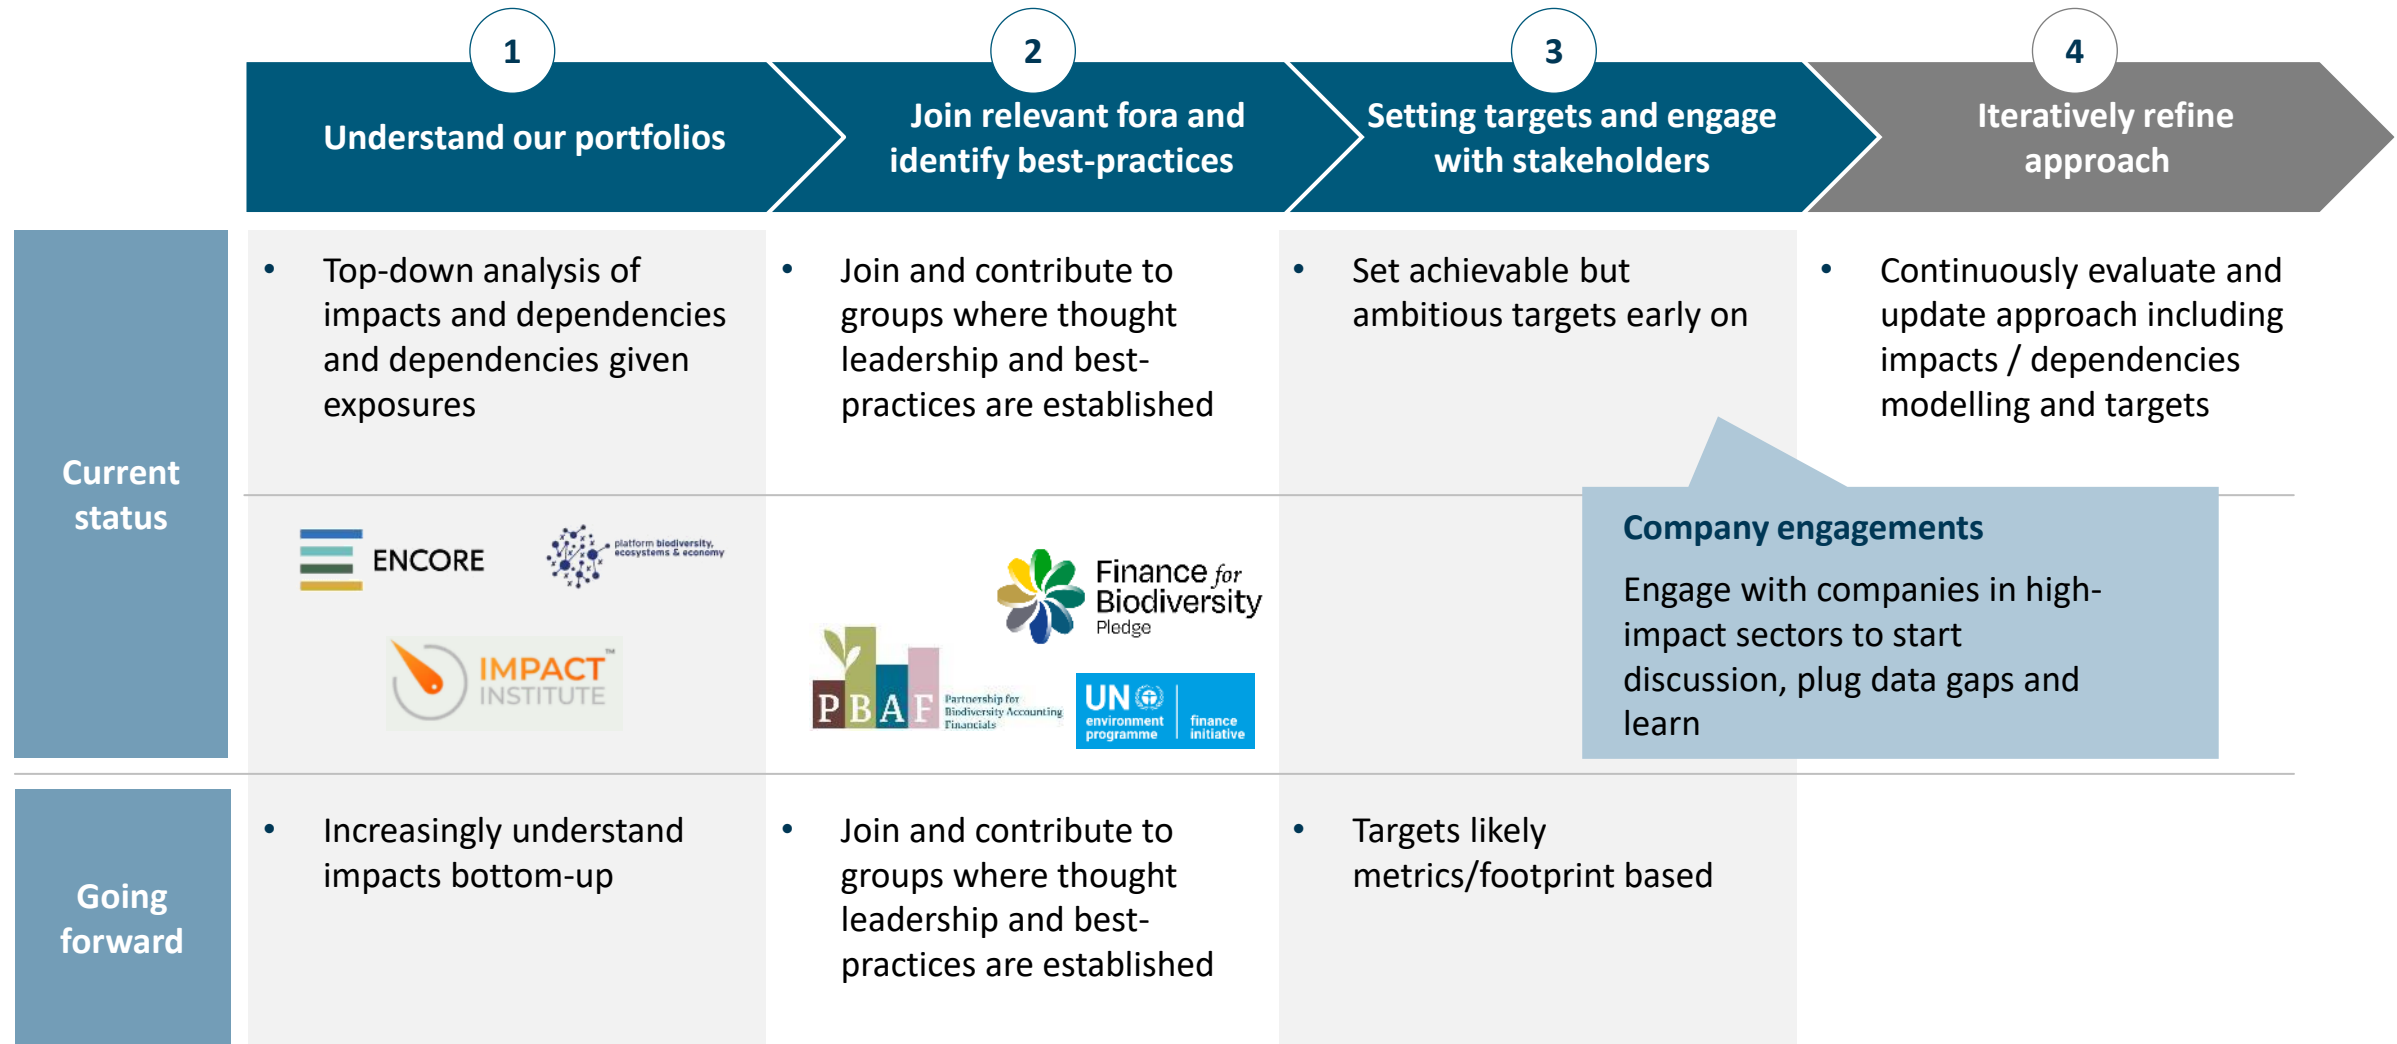 1
2
3
4
Understand our portfolios
Join relevant fora and
identify best-practices
Setting targets and engage
with stakeholders
Iteratively refine
approach
Current
status
• Top-down analysis of
impacts and dependencies
and dependencies given
exposures
• Join and contribute to
groups where thought
leadership and best-
practices are established
• Set achievable but
ambitious targets early on
• Continuously evaluate and
update approach including
impacts / dependencies
modelling and targets
ENCORE
platform biodiversity,
ecosystems & economy
IMPACT™
INSTITUTE
Finance for
Biodiversity
Pledge
PBAF
Partnership for
Biodiversity Accounting
Financials
UN
environment
programme
finance
initiative
Company engagements
Engage with companies in high-
impact sectors to start
discussion, plug data gaps and
learn
Going
forward
• Increasingly understand
impacts bottom-up
• Join and contribute to
groups where thought
leadership and best-
practices are established
• Targets likely
metrics/footprint based